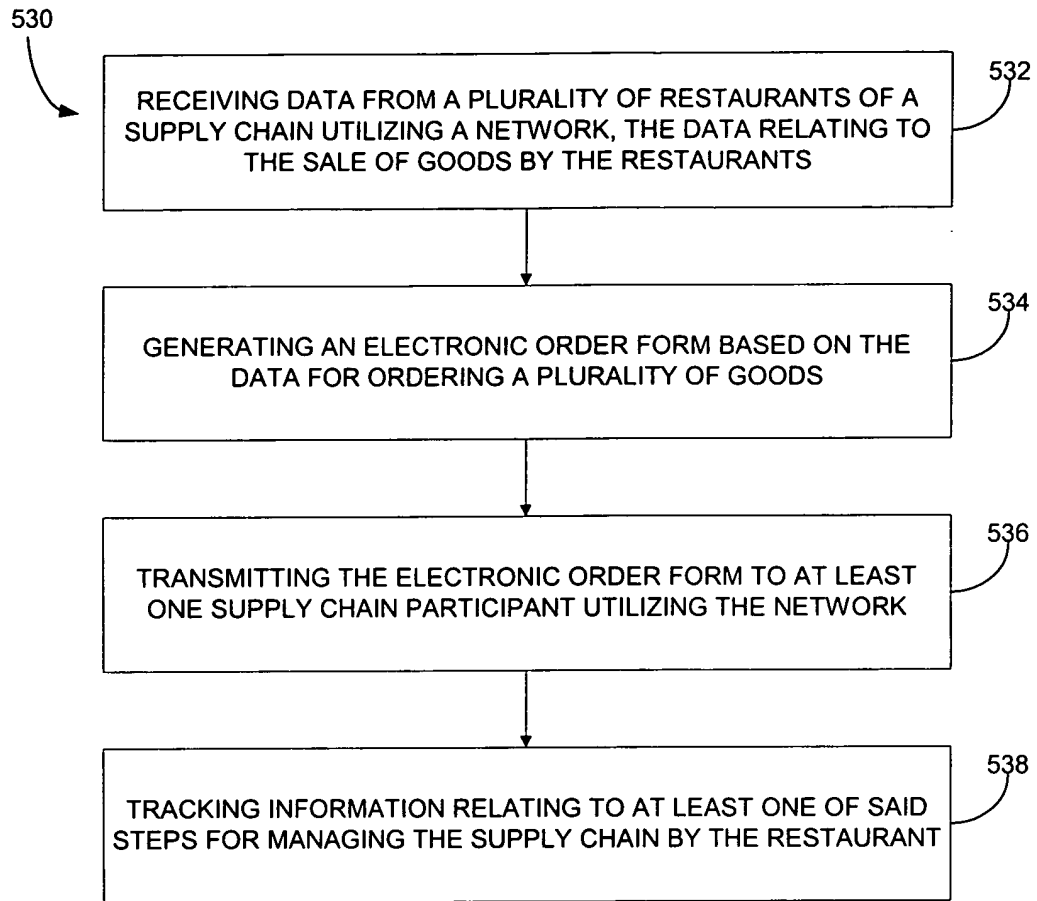 530
532
RECEIVING DATA FROM A PLURALITY OF RESTAURANTS OF A
SUPPLY CHAIN UTILIZING A NETWORK, THE DATA RELATING TO
THE SALE OF GOODS BY THE RESTAURANTS
534
GENERATING AN ELECTRONIC ORDER FORM BASED ON THE
DATA FOR ORDERING A PLURALITY OF GOODS
536
TRANSMITTING THE ELECTRONIC ORDER FORM TO AT LEAST
ONE SUPPLY CHAIN PARTICIPANT UTILIZING THE NETWORK
538
TRACKING INFORMATION RELATING TO AT LEAST ONE OF SAID
STEPS FOR MANAGING THE SUPPLY CHAIN BY THE RESTAURANT